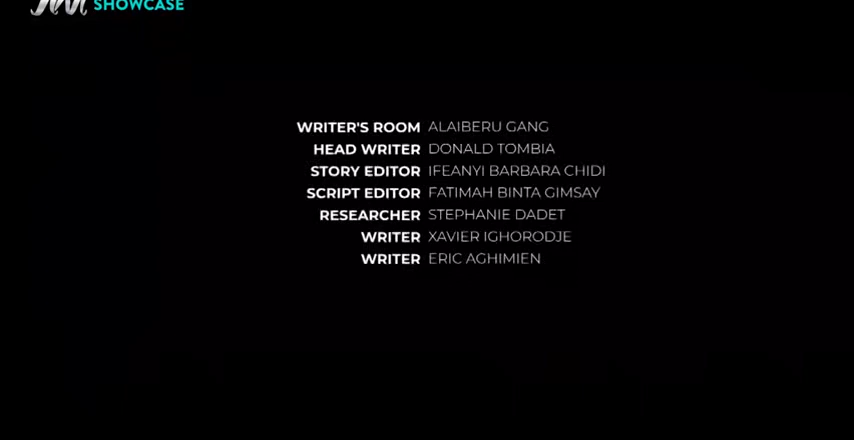 SHOWCASE
WRITER'S ROOM ALAIBERU GANG
HEAD WRITER DONALD TOMBIA
STORY EDITOR IFEANYI BARBARA CHIDI
SCRIPT EDITOR FATIMAH BINTA GIMSAY
RESEARCHER STEPHANIE DADET
WRITER XAVIER IGHORODJE
WRITER ERIC AGHIMIEN